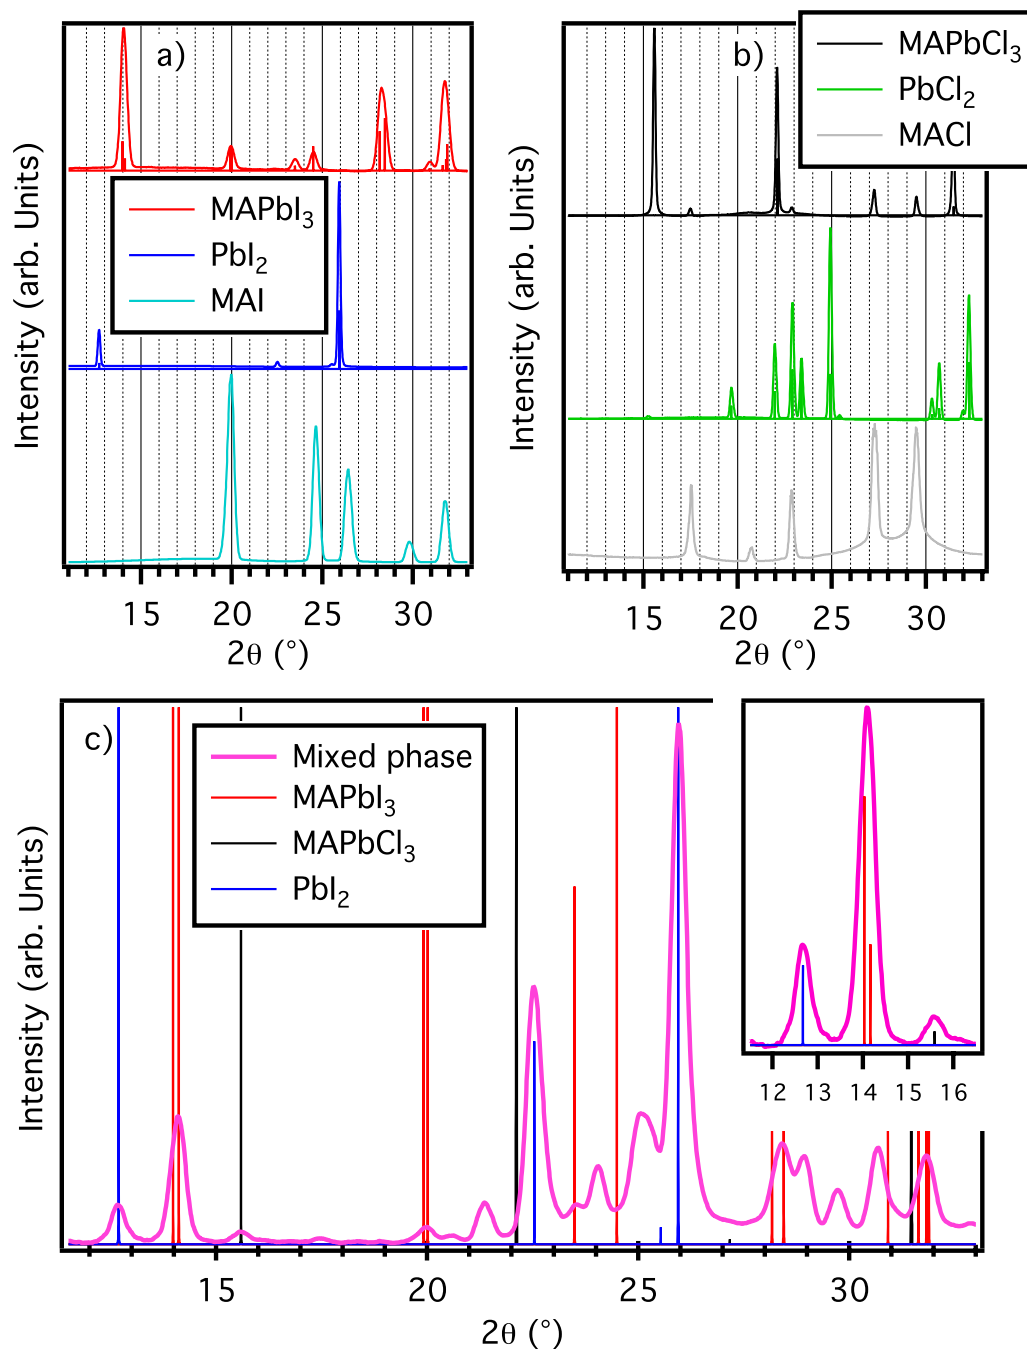 a)
Intensity (arb. Units)
MAPbI₃
PbI₂
MAI
15 20 25 30
2θ (°)
b)
Intensity (arb. Units)
MAPbCl₃
PbCl₂
MACl
15 20 25 30
2θ (°)
c)
Intensity (arb. Units)
Mixed phase
MAPbI₃
MAPbCl₃
PbI₂
12 13 14 15 16
15 20 25 30
2θ (°)